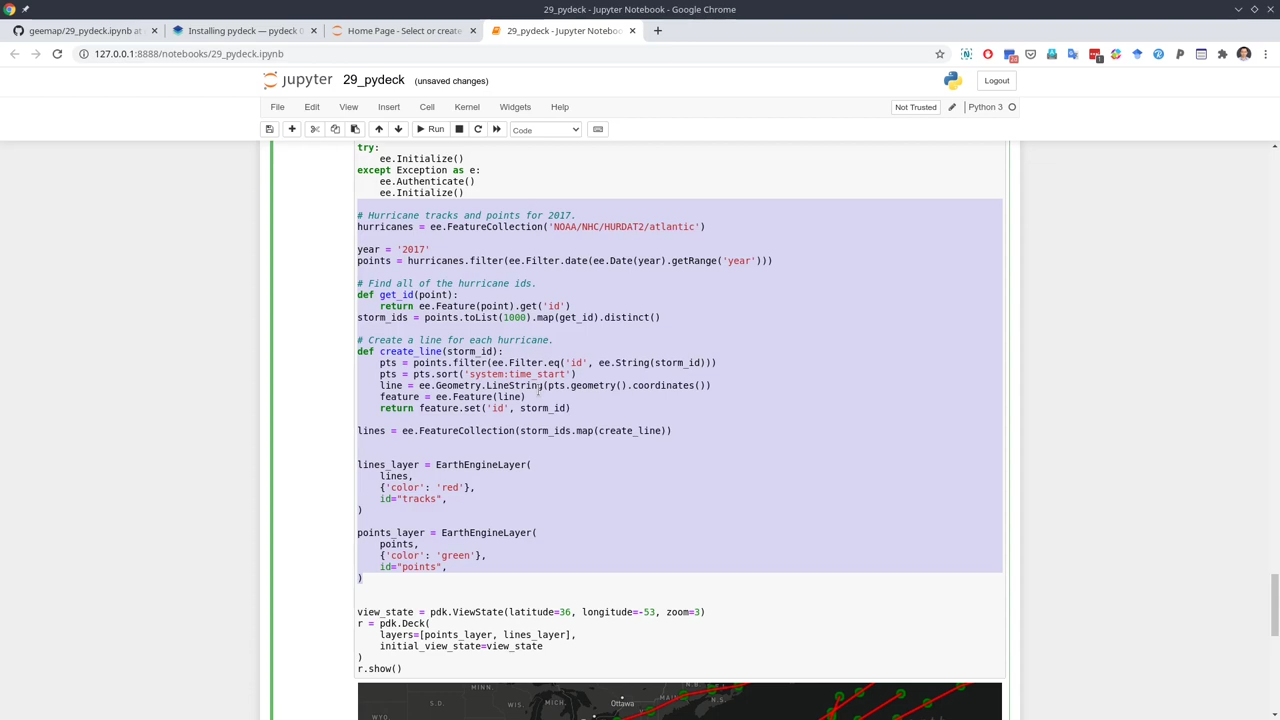 29_pydeck - Jupyter Notebook - Google Chrome
geemap/29_pydeck.ipynb at
Installing pydeck — pydeck 0
Home Page - Select or create
29_pydeck - Jupyter Noteboo
127.0.0.1:8888/notebooks/29_pydeck.ipynb
jupyter 29_pydeck (unsaved changes)
Logout
File Edit View Insert Cell Kernel Widgets Help
Not Trusted Python 3
Run Code
try:
ee.Initialize()
except Exception as e:
ee.Authenticate()
ee.Initialize()
# Hurricane tracks and points for 2017.
hurricanes = ee.FeatureCollection('NOAA/NHC/HURDAT2/atlantic')
year = '2017'
points = hurricanes.filter(ee.Filter.date(ee.Date(year).getRange('year')))
# Find all of the hurricane ids.
def get_id(point):
return ee.Feature(point).get('id')
storm_ids = points.toList(1000).map(get_id).distinct()
# Create a line for each hurricane.
def create_line(storm_id):
pts = points.filter(ee.Filter.eq('id', ee.String(storm_id)))
pts = pts.sort('system:time_start')
line = ee.Geometry.LineString(pts.geometry().coordinates())
feature = ee.Feature(line)
return feature.set('id', storm_id)
lines = ee.FeatureCollection(storm_ids.map(create_line))
lines_layer = EarthEngineLayer(
lines,
{'color': 'red'},
id="tracks",
)
points_layer = EarthEngineLayer(
points,
{'color': 'green'},
id="points",
)
view_state = pdk.ViewState(latitude=36, longitude=-53, zoom=3)
r = pdk.Deck(
layers=[points_layer, lines_layer],
initial_view_state=view_state
)
r.show()
MINN.
S.D.
WIS.
MICH.
Ottawa
N.S.
WYO.